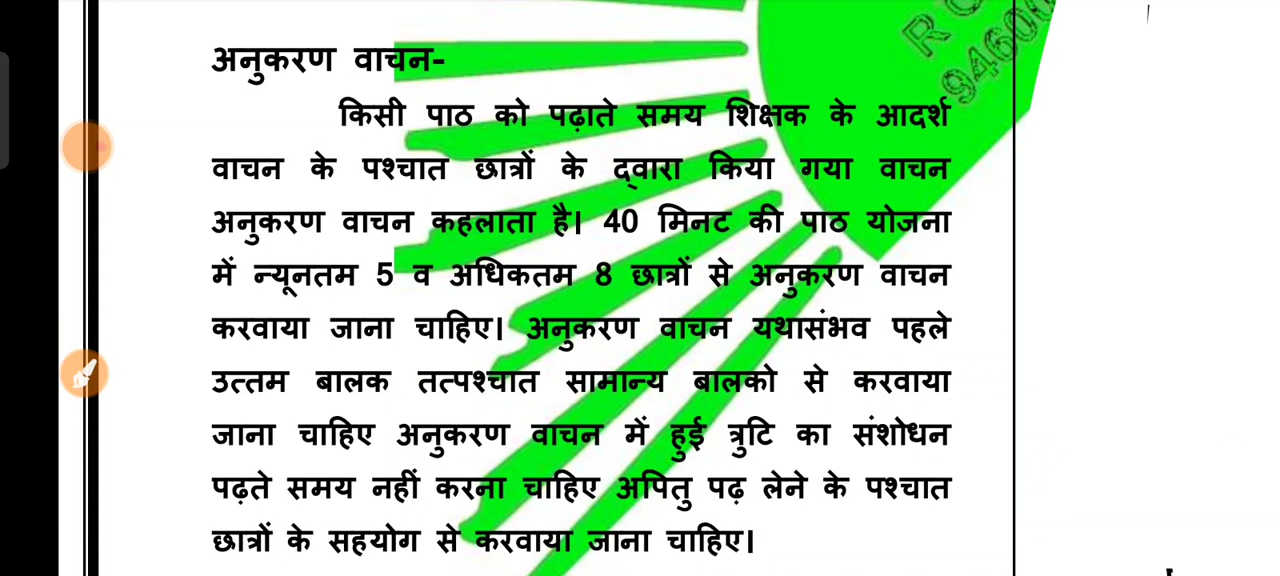 अनुकरण वाचन-
किसी पाठ को पढ़ाते समय शिक्षक के आदर्श
वाचन के पश्चात छात्रों के द्वारा किया गया वाचन
अनुकरण वाचन कहलाता है। 40 मिनट की पाठ योजना
में न्यूनतम 5 व अधिकतम 8 छात्रों से अनुकरण वाचन
करवाया जाना चाहिए। अनुकरण वाचन यथासंभव पहले
उत्तम बालक तत्पश्चात सामान्य बालको से करवाया
जाना चाहिए अनुकरण वाचन में हुई त्रुटि का संशोधन
पढ़ते समय नहीं करना चाहिए अपितु पढ़ लेने के पश्चात
छात्रों के सहयोग से करवाया जाना चाहिए।